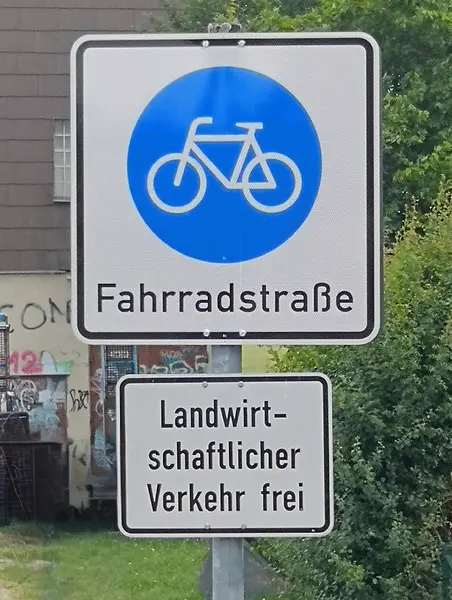 Fahrradstraße
Landwirt-
schaftlicher
Verkehr frei